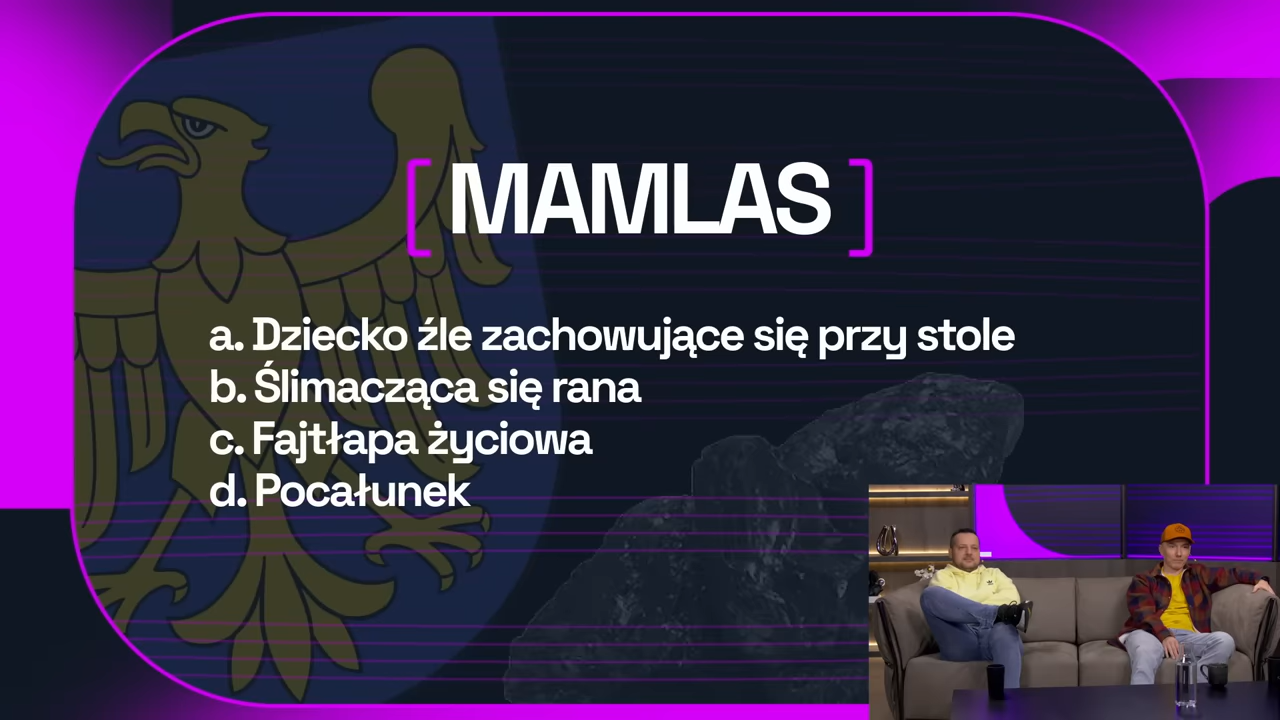 [MAMLAS]
a. Dziecko źle zachowujące się przy stole
b. Ślimacząca się rana
c. Fajtłapa życiowa
d. Pocałunek